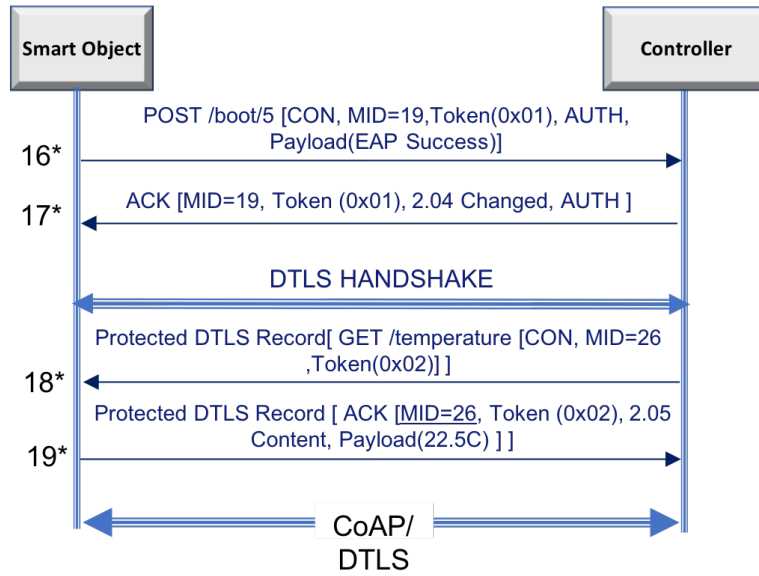 Smart Object
Controller
POST /boot/5 [CON, MID=19,Token(0x01), AUTH,
Payload(EAP Success)]
16*
ACK [MID=19, Token (0x01), 2.04 Changed, AUTH ]
17*
DTLS HANDSHAKE
Protected DTLS Record[ GET /temperature [CON, MID=26
,Token(0x02)] ]
18*
Protected DTLS Record [ ACK [MID=26, Token (0x02), 2.05
Content, Payload(22.5C) ] ]
19*
CoAP/
DTLS